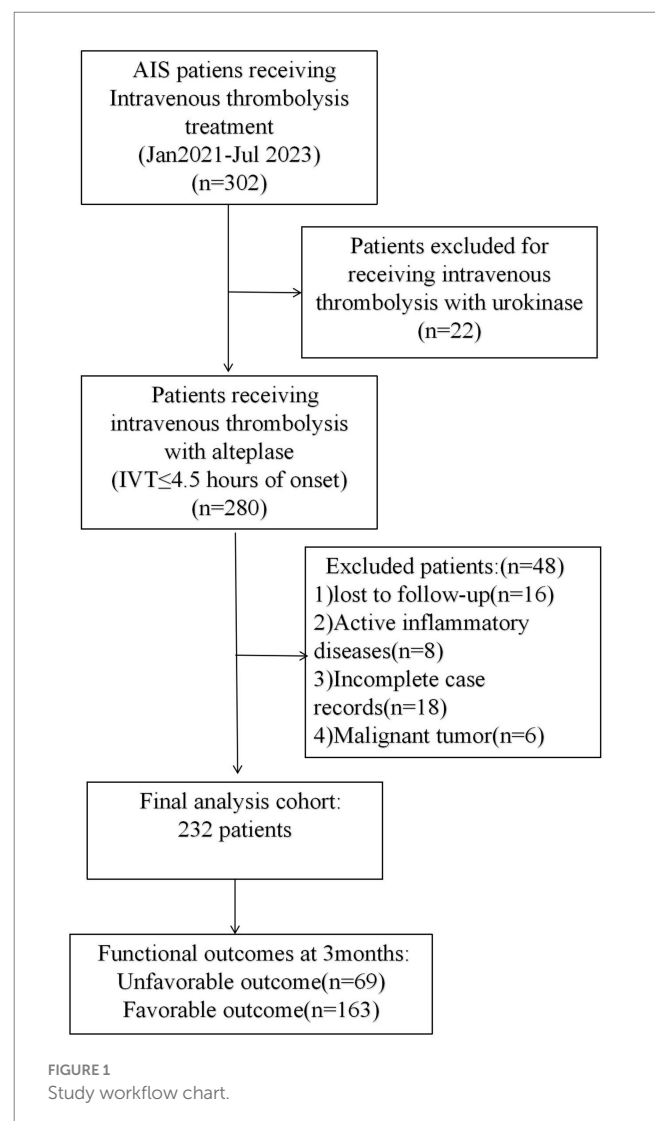 AIS patiens receiving
Intravenous thrombolysis
treatment
(Jan2021-Jul 2023)
(n=302)
Patients excluded for
receiving intravenous
thrombolysis with urokinase
(n=22)
Patients receiving
intravenous thrombolysis
with alteplase
(IVT≤4.5 hours of onset)
(n=280)
Excluded patients:(n=48)
1)lost to follow-up(n=16)
2)Active inflammatory
diseases(n=8)
3)Incomplete case
records(n=18)
4)Malignant tumor(n=6)
Final analysis cohort:
232 patients
Functional outcomes at 3months:
Unfavorable outcome(n=69)
Favorable outcome(n=163)
FIGURE 1
Study workflow chart.